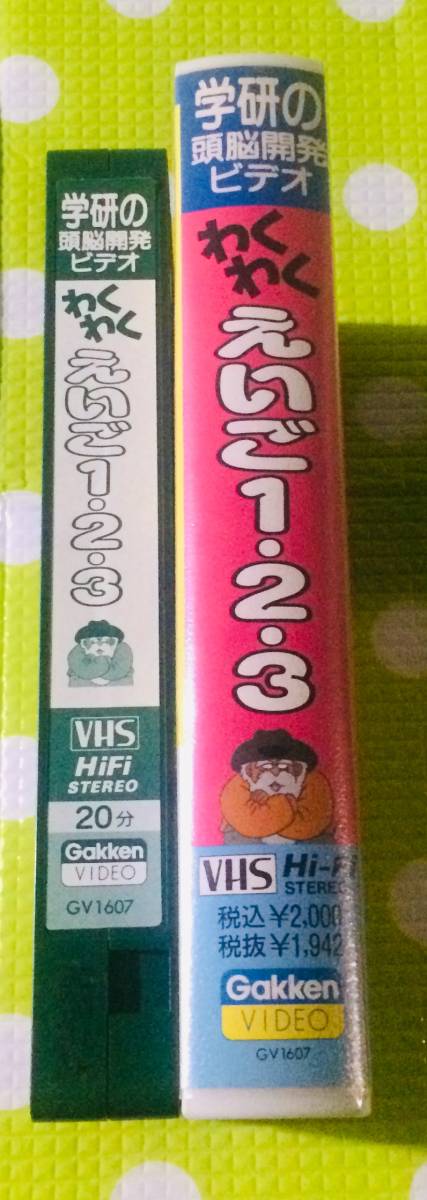 学研の
頭脳開発
ビデオ
わく
わく
えいご1・2・3
VHS
HiFi
STEREO
20分
Gakken
VIDEO
GV1607
学研の
頭脳開発
ビデオ
わく
わく
えいご1・2・3
VHS
Hi-Fi
STEREO
税込¥2,000
税抜¥1,942
Gakken
VIDEO
GV1607